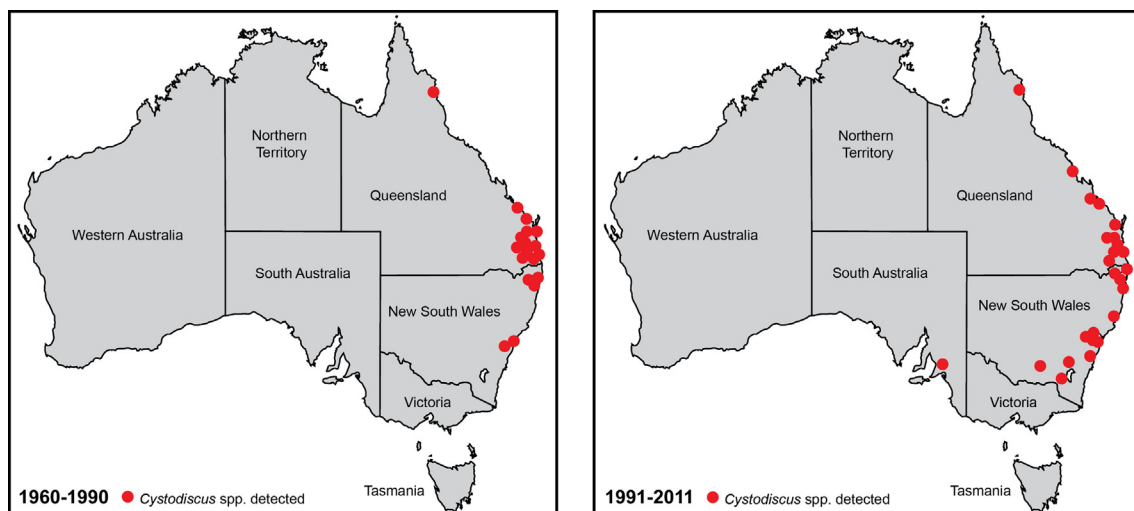 Northern
Territory
Queensland
Western Australia
South Australia
New South Wales
Victoria
Tasmania
1960-1990 Cystodiscus spp. detected
Northern
Territory
Queensland
Western Australia
South Australia
New South Wales
Victoria
Tasmania
1991-2011 Cystodiscus spp. detected